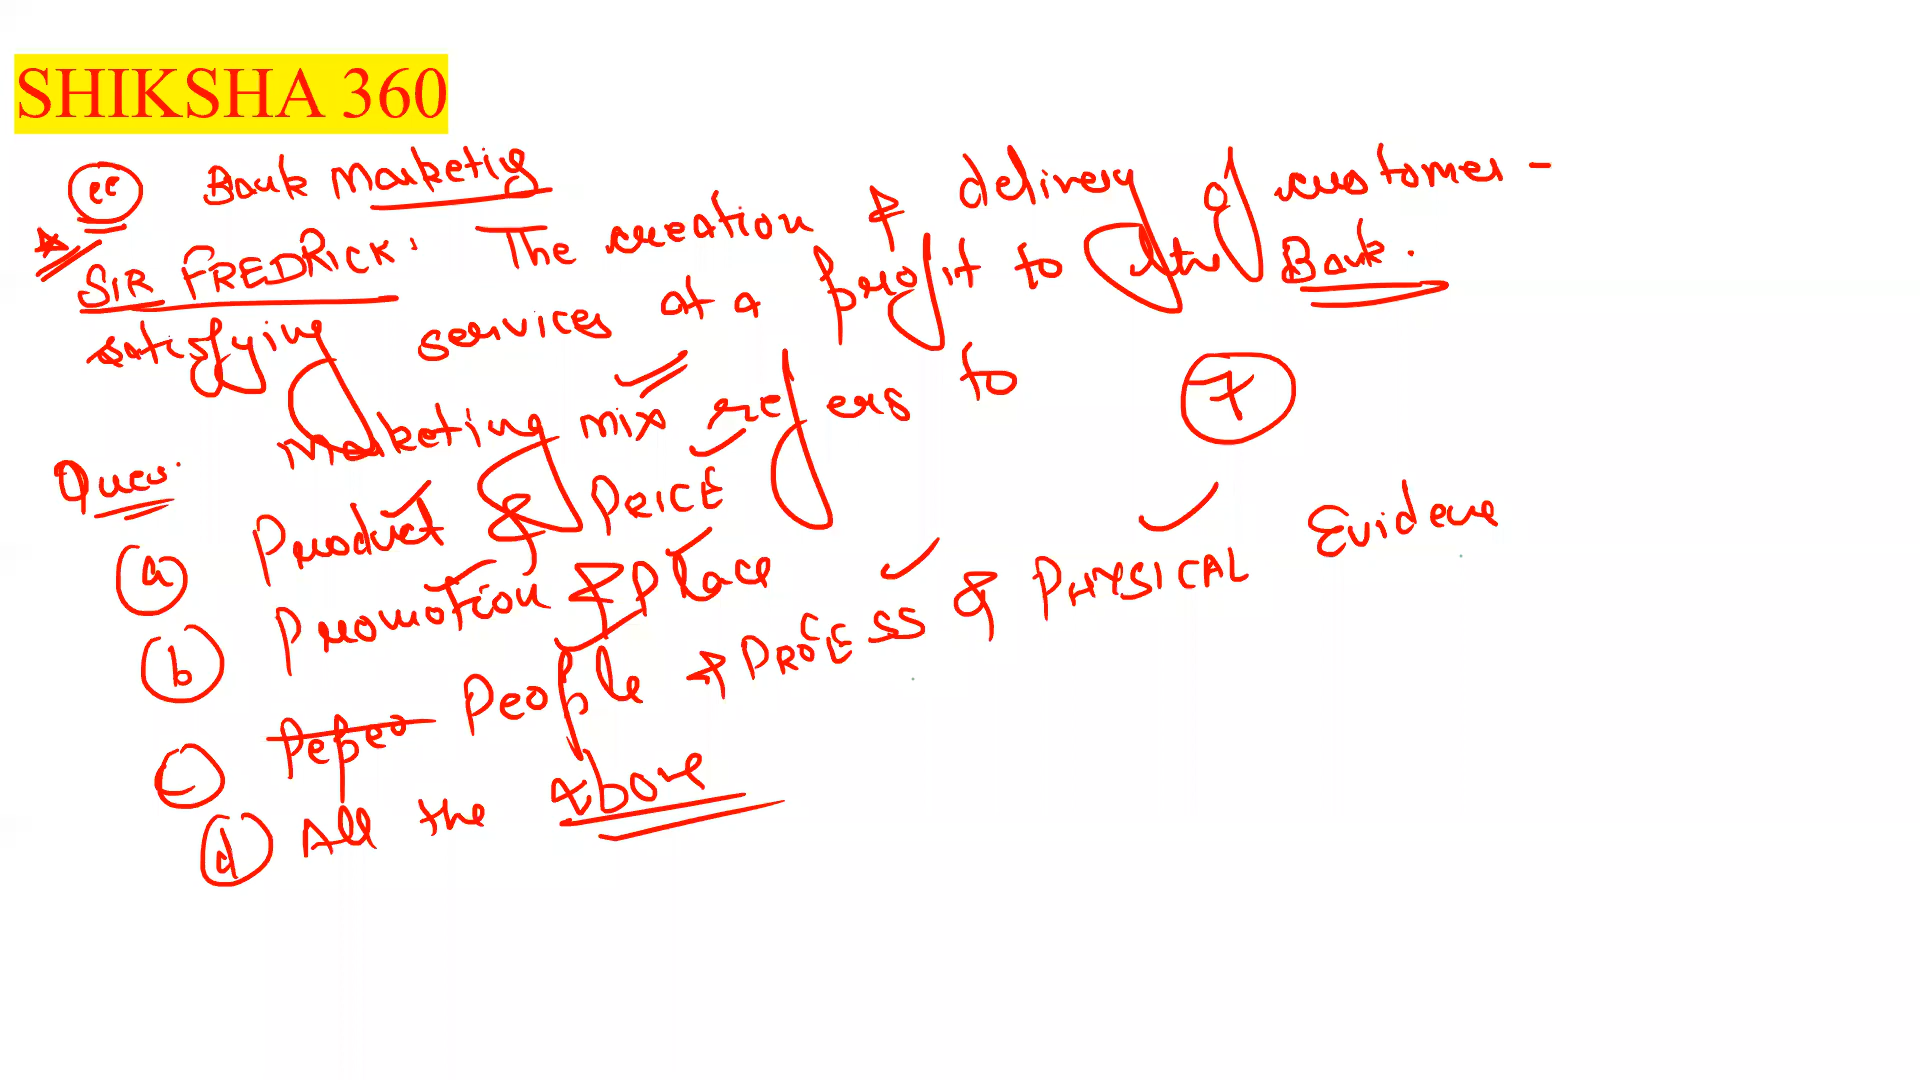 SHIKSHA 360
Bank Marketing
SIR FREDRICK: The creation & delivery of customer -
satisfying services at a profit to the Bank.
Ques. Marketing mix refers to 7
(a) Product & PRICE
(b) Promotion & place
(c) People & PROCESS & PHYSICAL Evidence
(d) All the above